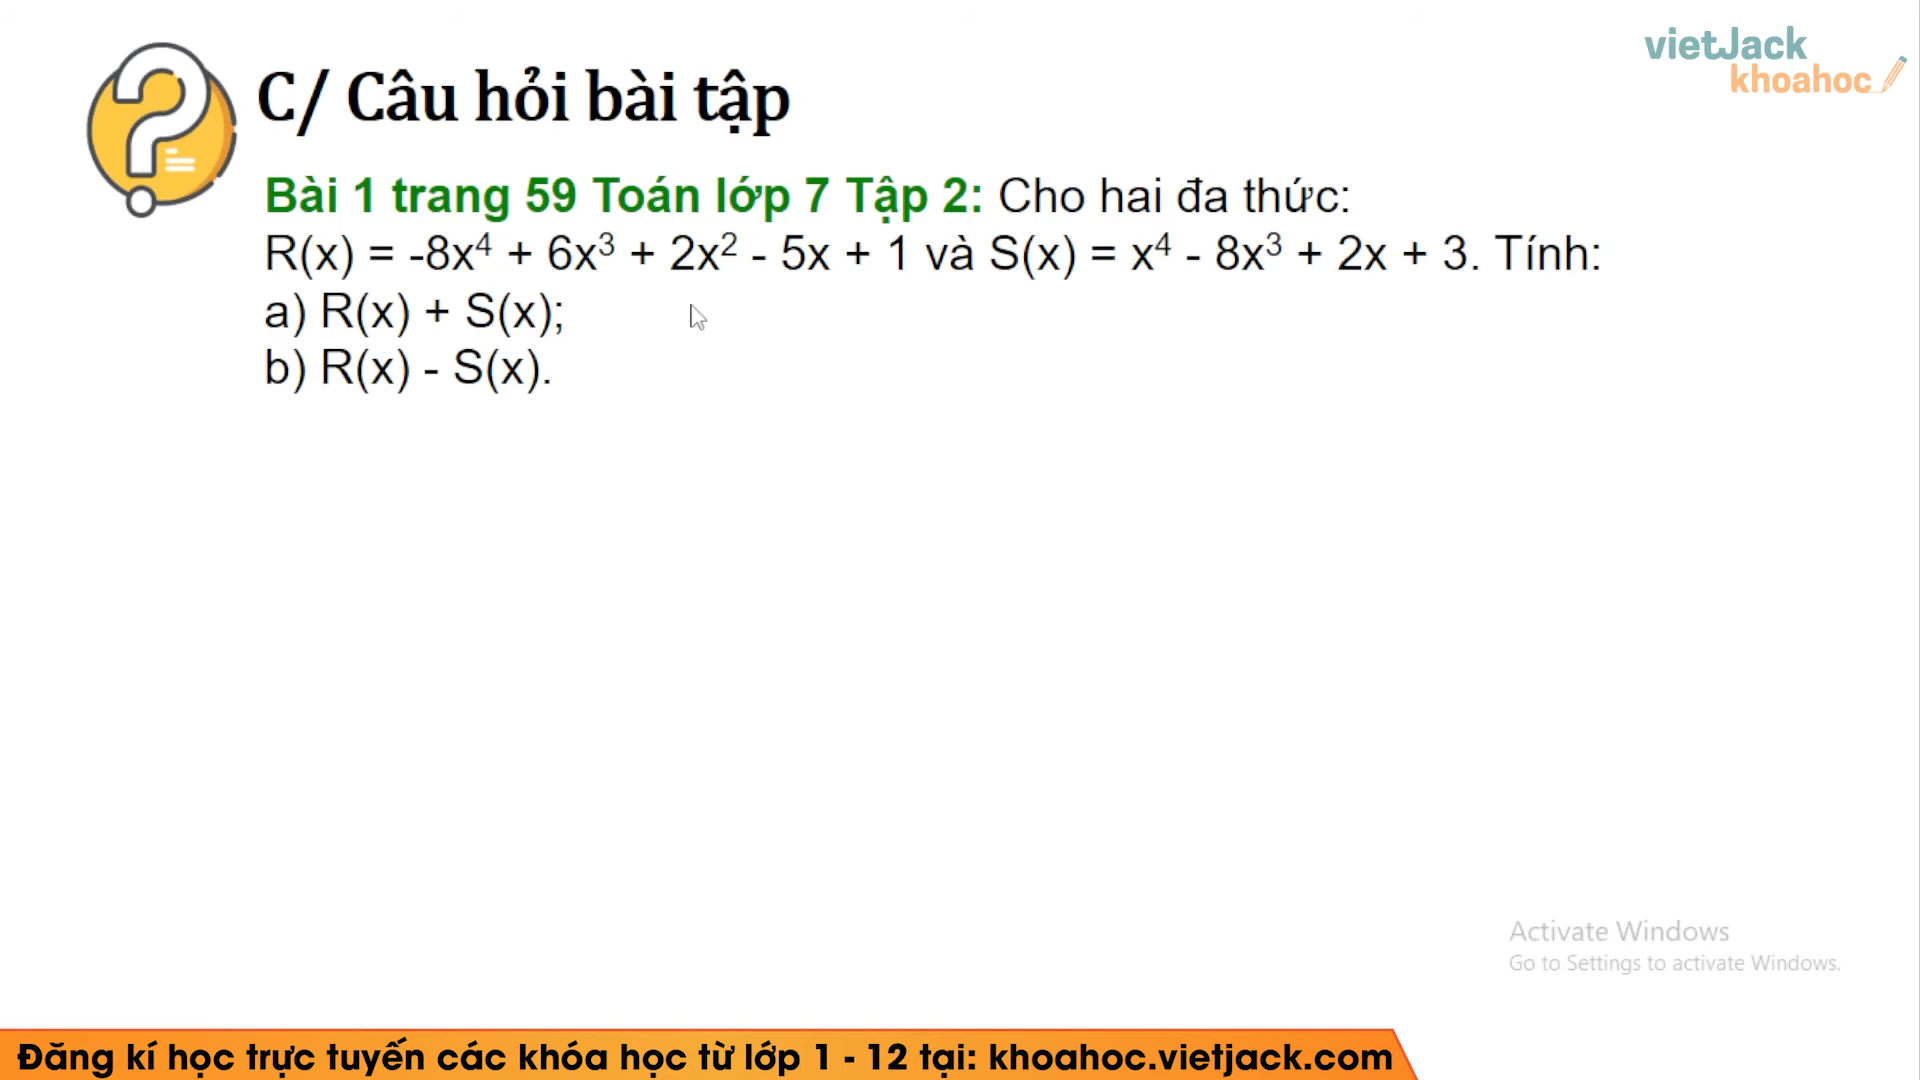 vietJack
khoahoc
C/ Câu hỏi bài tập
Bài 1 trang 59 Toán lớp 7 Tập 2: Cho hai đa thức:
R(x) = -8x⁴ + 6x³ + 2x² - 5x + 1 và S(x) = x⁴ - 8x³ + 2x + 3. Tính:
a) R(x) + S(x);
b) R(x) - S(x).
Activate Windows
Go to Settings to activate Windows.
Đăng kí học trực tuyến các khóa học từ lớp 1 - 12 tại: khoahoc.vietjack.com